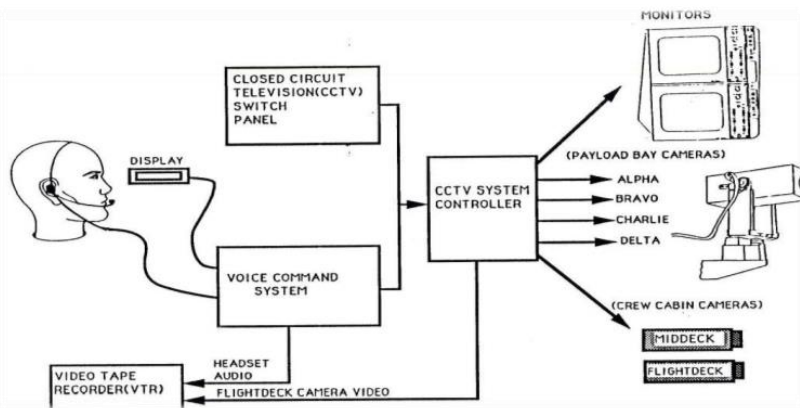 MONITORS
CLOSED CIRCUIT
TELEVISION(CCTV)
SWITCH
PANEL
DISPLAY
(PAYLOAD BAY CAMERAS)
ALPHA
BRAVO
CHARLIE
DELTA
CCTV SYSTEM
CONTROLLER
VOICE COMMAND
SYSTEM
(CREW CABIN CAMERAS)
MIDDECK
FLIGHTDECK
HEADSET
AUDIO
VIDEO TAPE
RECORDER(VTR)
FLIGHTDECK CAMERA VIDEO